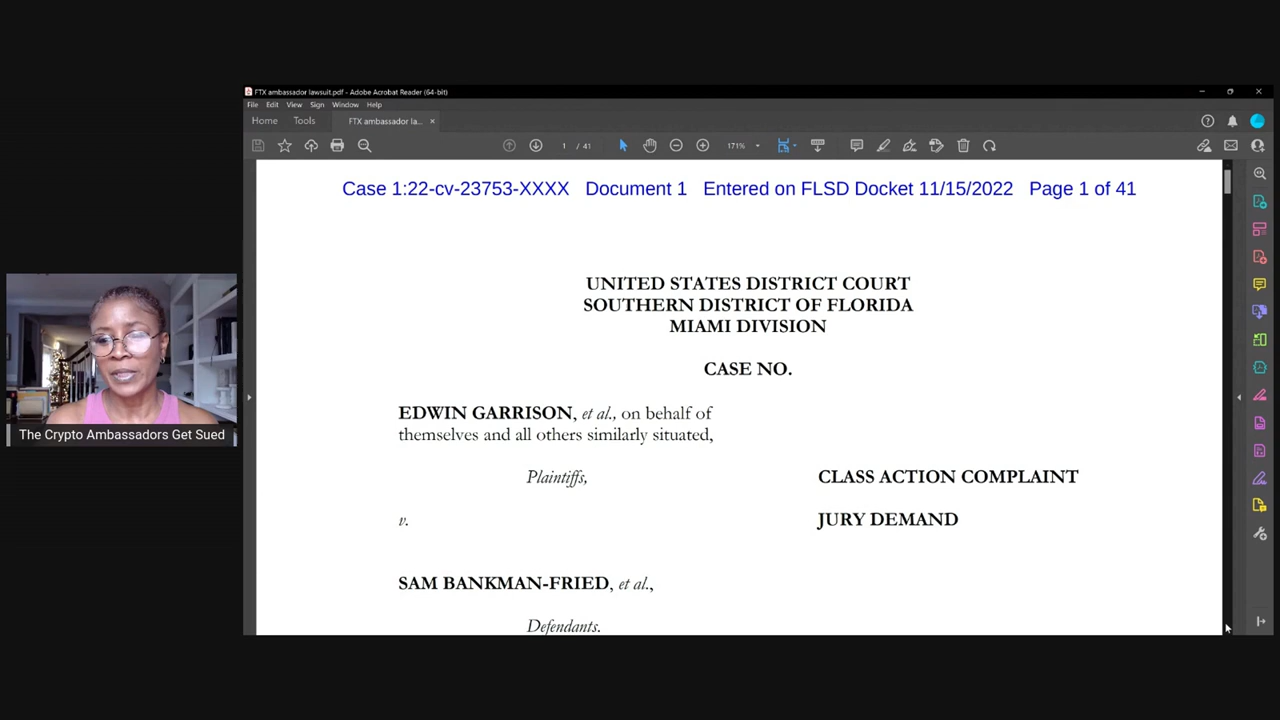 FTX ambassador lawsuit.pdf - Adobe Acrobat Reader (64-bit)
File Edit View Sign Window Help
Home Tools FTX ambassador la... ×
1 / 41 171%
Case 1:22-cv-23753-XXXX Document 1 Entered on FLSD Docket 11/15/2022 Page 1 of 41
UNITED STATES DISTRICT COURT
SOUTHERN DISTRICT OF FLORIDA
MIAMI DIVISION
CASE NO.
EDWIN GARRISON, et al., on behalf of
themselves and all others similarly situated,
Plaintiffs,
CLASS ACTION COMPLAINT
v.
JURY DEMAND
SAM BANKMAN-FRIED, et al.,
Defendants.
The Crypto Ambassadors Get Sued